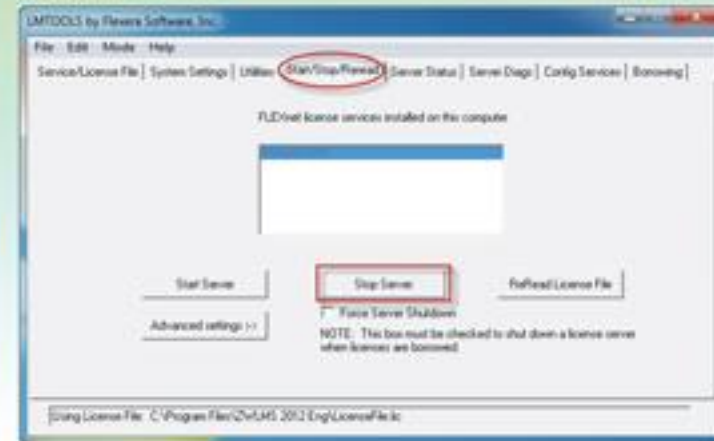 LMTOOLS by Flexera Software, Inc.
File Edit Mode Help
Service/License File | System Settings | Utilities | Start/Stop/Reread | Server Status | Server Diags | Config Services | Borrowing |
FLEXnet license services installed on this computer
Start Server
Stop Server
ReRead License File
Force Server Shutdown
Advanced settings >>
NOTE: This box must be checked to shut down a license server
when licenses are borrowed.
Using License File: C:\Program Files\ZWLMS 2012 Eng\LicenseFile.lic